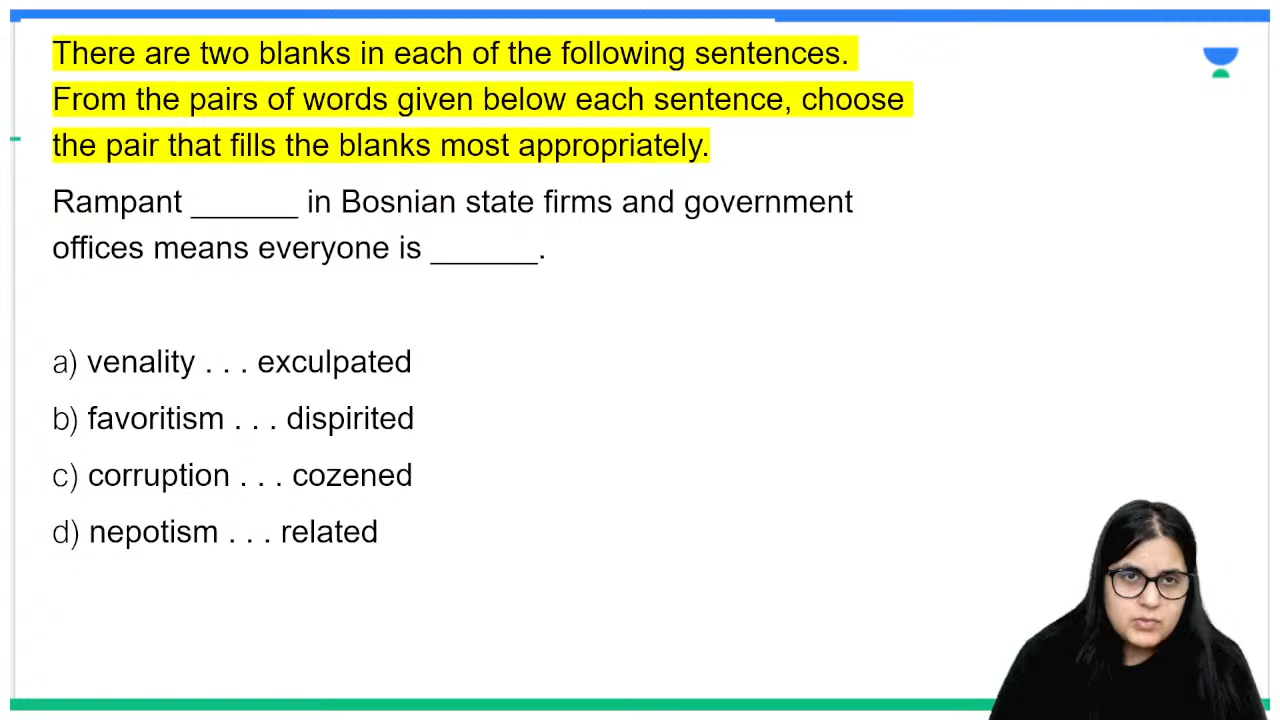 There are two blanks in each of the following sentences.
From the pairs of words given below each sentence, choose
the pair that fills the blanks most appropriately.
Rampant ______ in Bosnian state firms and government
offices means everyone is ______.
a) venality . . . exculpated
b) favoritism . . . dispirited
c) corruption . . . cozened
d) nepotism . . . related